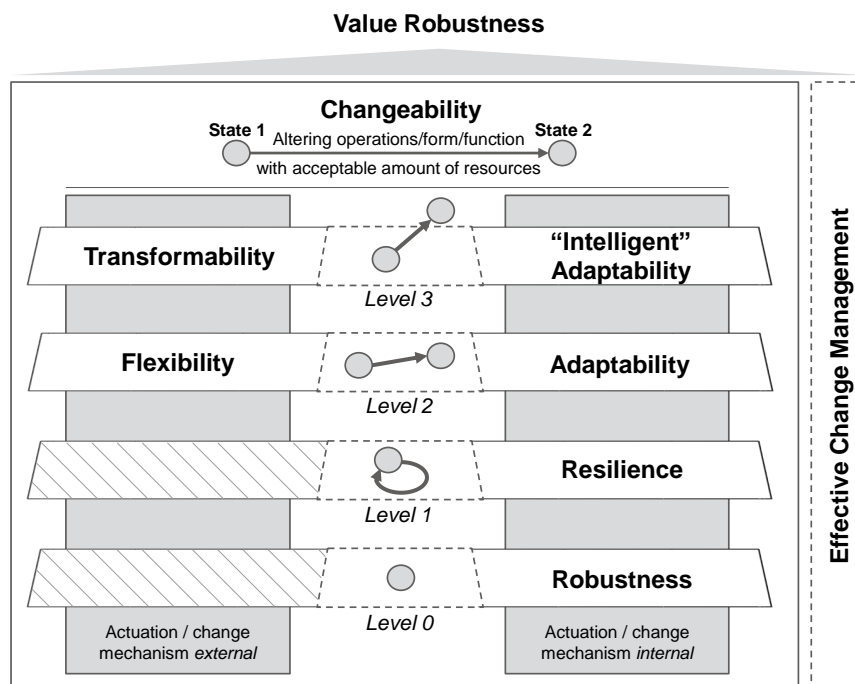 Value Robustness
Changeability
State 1
Altering operations/form/function
State 2
with acceptable amount of resources
Transformability
“Intelligent”
Adaptability
Level 3
Flexibility
Adaptability
Level 2
Resilience
Level 1
Robustness
Level 0
Actuation / change
mechanism external
Actuation / change
mechanism internal
Effective Change Management